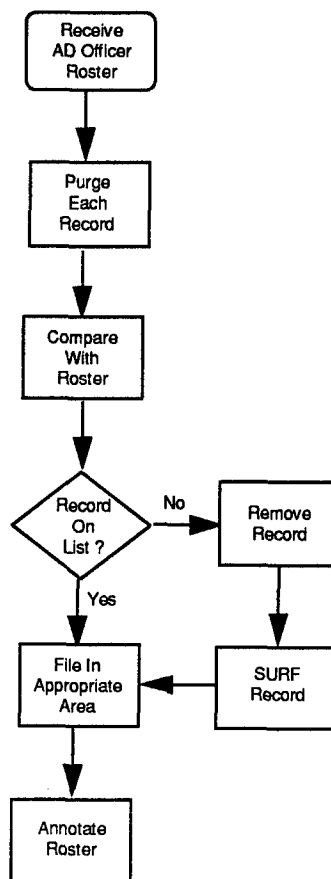 Receive
AD Officer
Roster
Purge
Each
Record
Compare
With
Roster
Record
On
List ?
No
Remove
Record
Yes
File In
Appropriate
Area
SURF
Record
Annotate
Roster